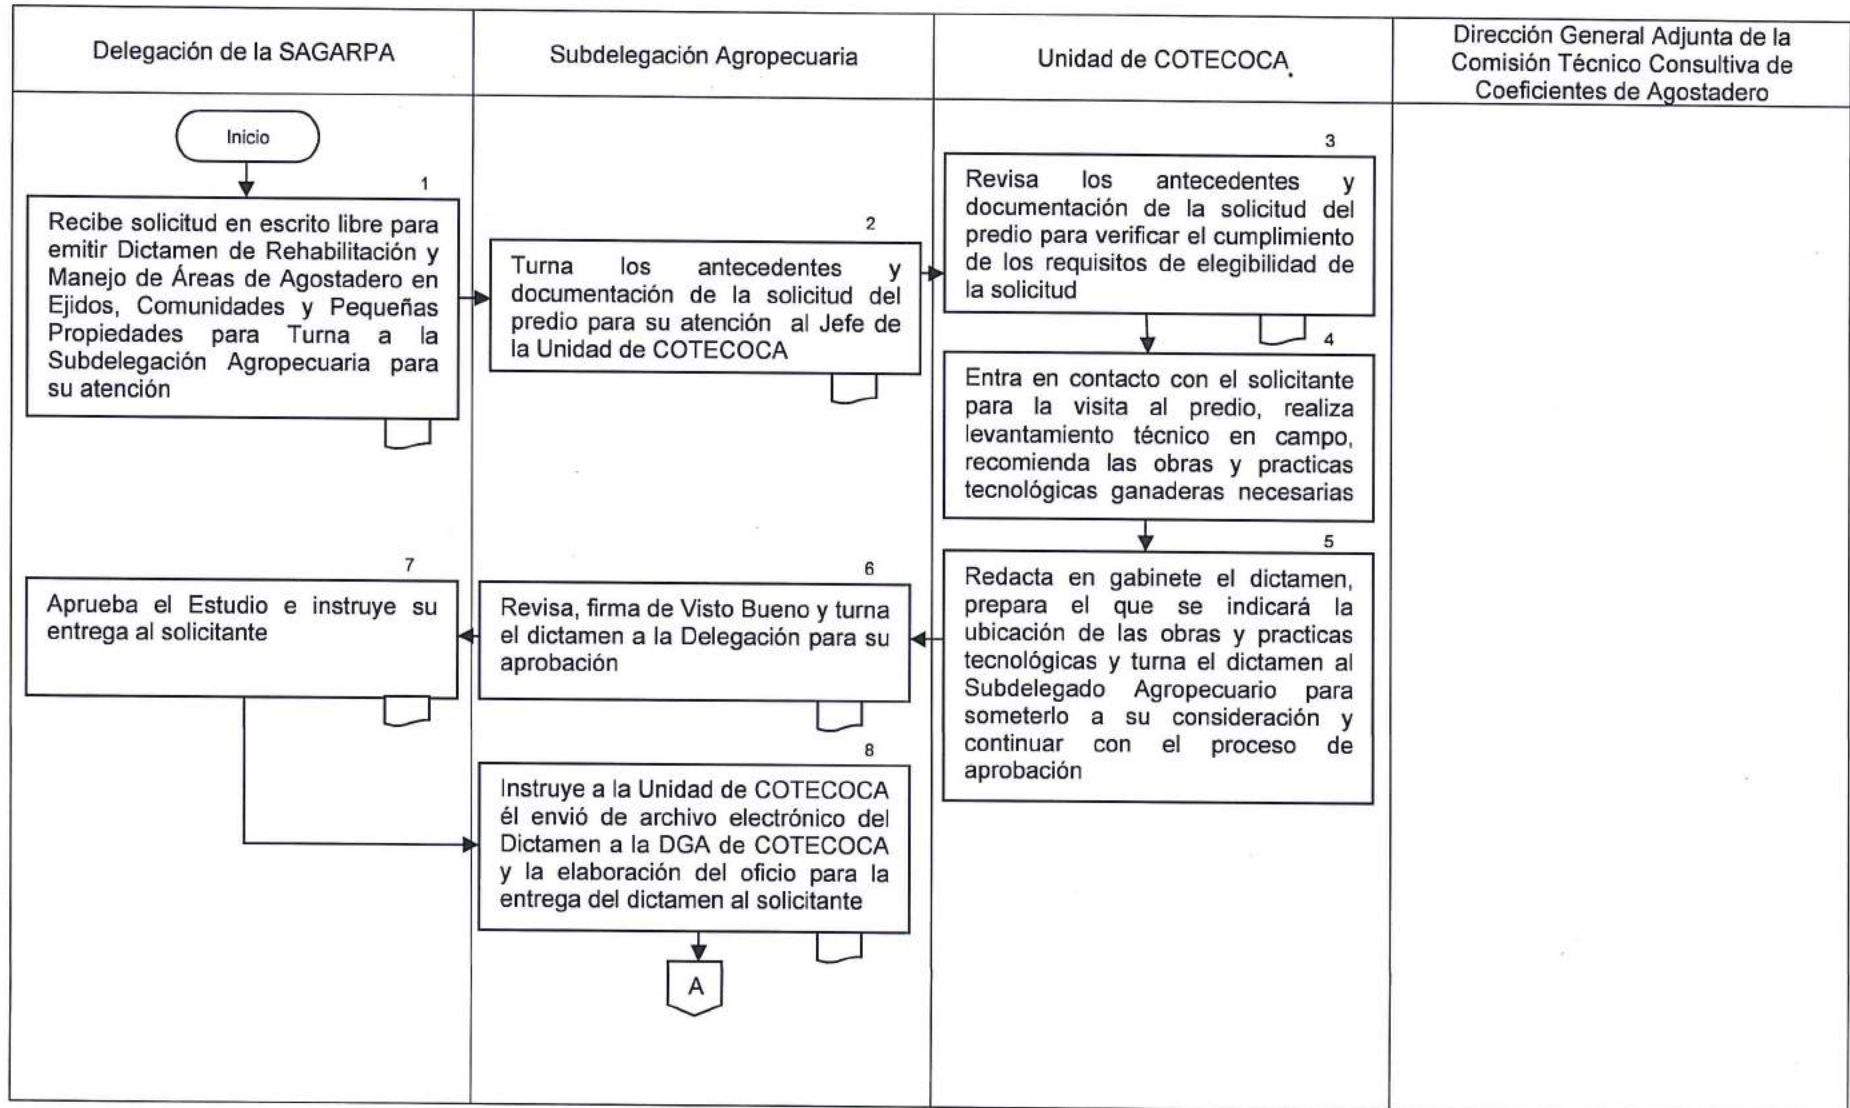 Delegación de la SAGARPA
Subdelegación Agropecuaria
Unidad de COTECOCA
Dirección General Adjunta de la
Comisión Técnico Consultiva de
Coeficientes de Agostadero
Inicio
1
Recibe solicitud en escrito libre para
emitir Dictamen de Rehabilitación y
Manejo de Áreas de Agostadero en
Ejidos, Comunidades y Pequeñas
Propiedades para Turna a la
Subdelegación Agropecuaria para
su atención
2
Turna los antecedentes y
documentación de la solicitud del
predio para su atención al Jefe de
la Unidad de COTECOCA
3
Revisa los antecedentes y
documentación de la solicitud del
predio para verificar el cumplimiento
de los requisitos de elegibilidad de
la solicitud
4
Entra en contacto con el solicitante
para la visita al predio, realiza
levantamiento técnico en campo,
recomienda las obras y practicas
tecnológicas ganaderas necesarias
5
Redacta en gabinete el dictamen,
prepara el que se indicará la
ubicación de las obras y practicas
tecnológicas y turna el dictamen al
Subdelegado Agropecuario para
someterlo a su consideración y
continuar con el proceso de
aprobación
6
Revisa, firma de Visto Bueno y turna
el dictamen a la Delegación para su
aprobación
7
Aprueba el Estudio e instruye su
entrega al solicitante
8
Instruye a la Unidad de COTECOCA
él envió de archivo electrónico del
Dictamen a la DGA de COTECOCA
y la elaboración del oficio para la
entrega del dictamen al solicitante
A